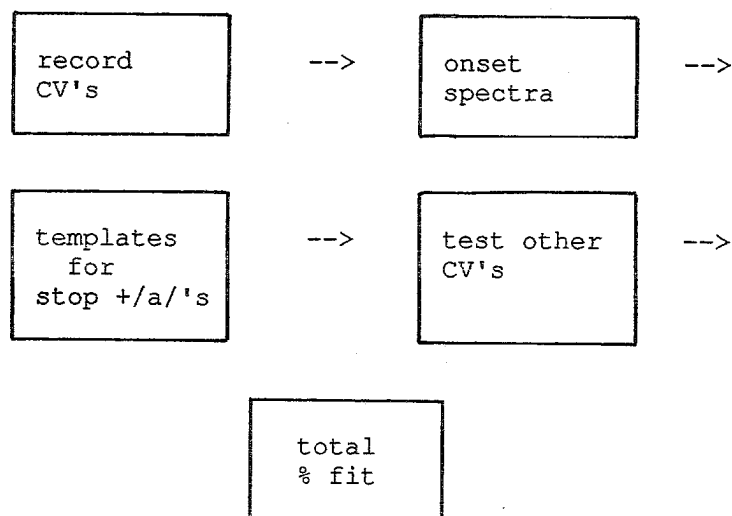 record --> onset -->
CV's spectra
templates --> test other -->
for CV's
stop +/a/'s
total
% fit